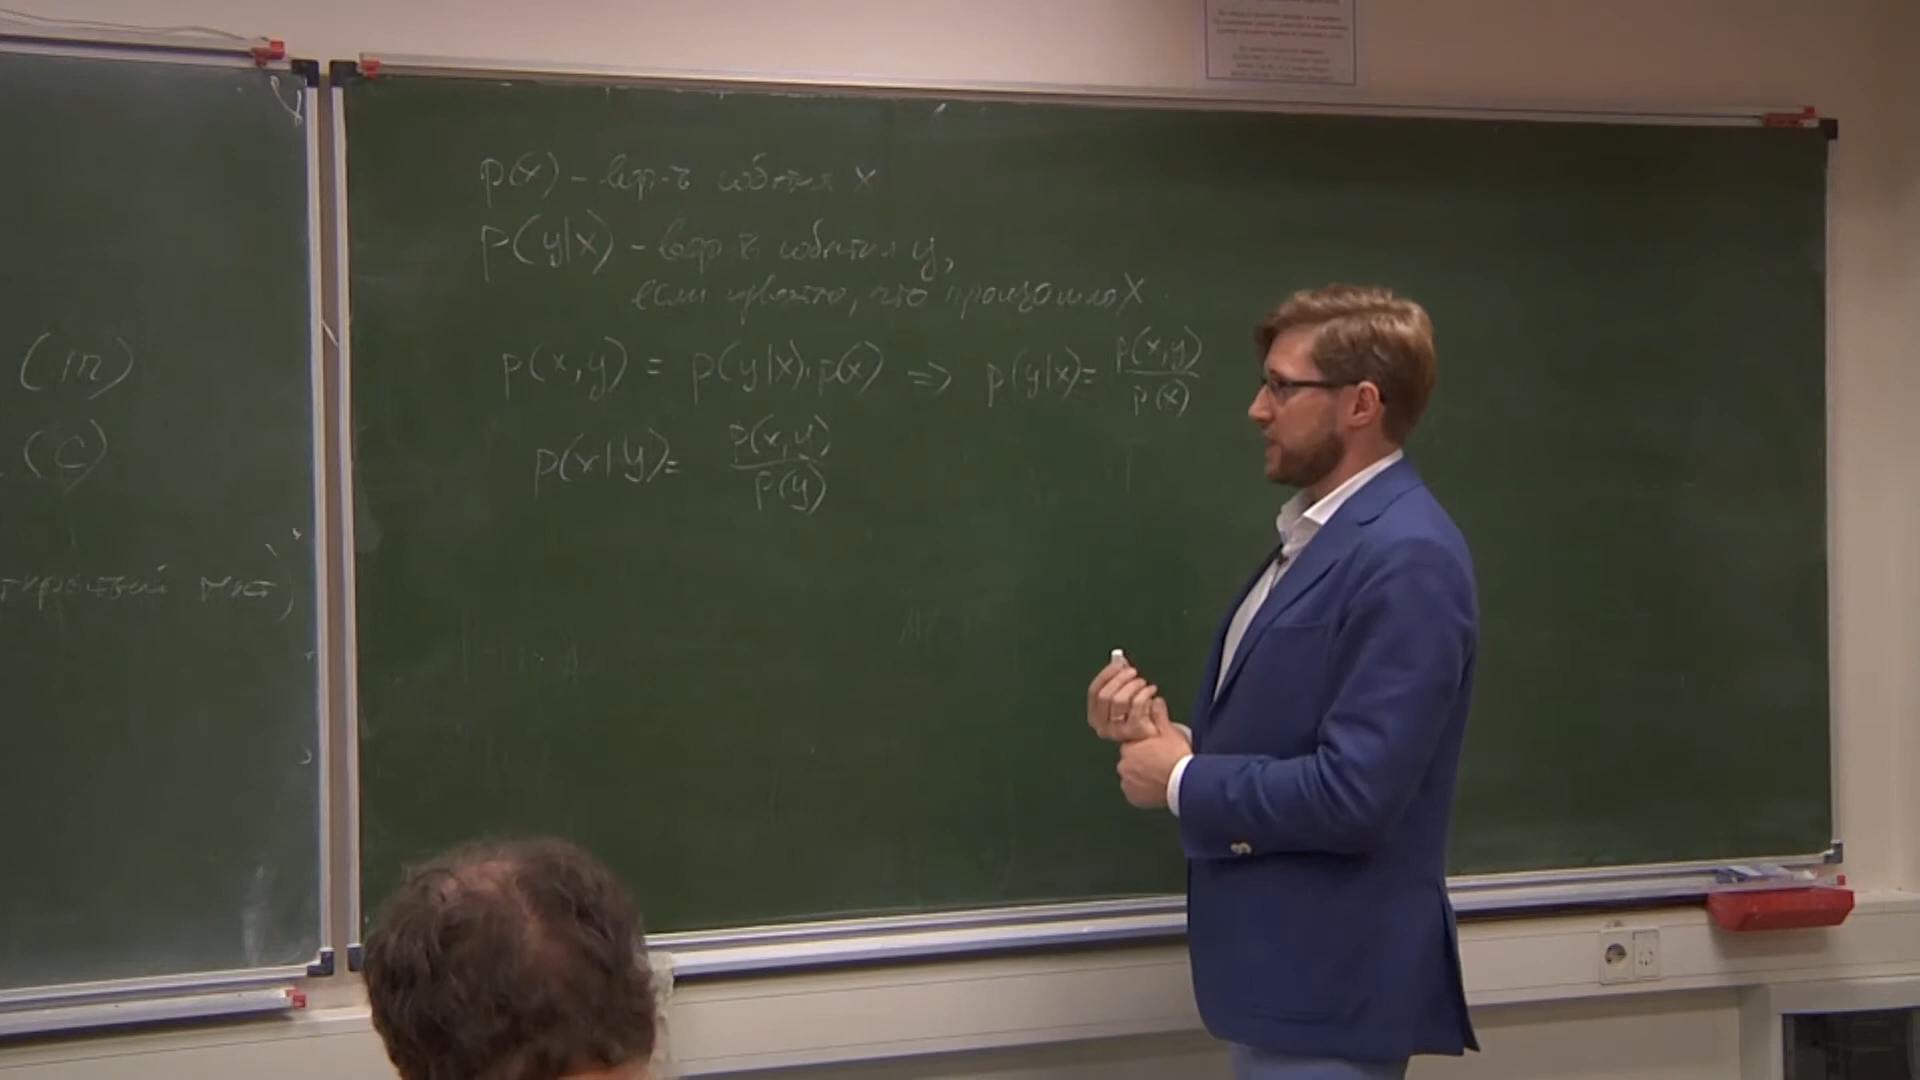 (m)
(c)
p(x) - вер-ть события x
p(y|x) - вер-ть события y,
если известно, что произошло X
p(x,y) = p(y|x)·p(x) ⇒ p(y|x) = p(x,y) / p(x)
p(x|y) = p(x,y) / p(y)